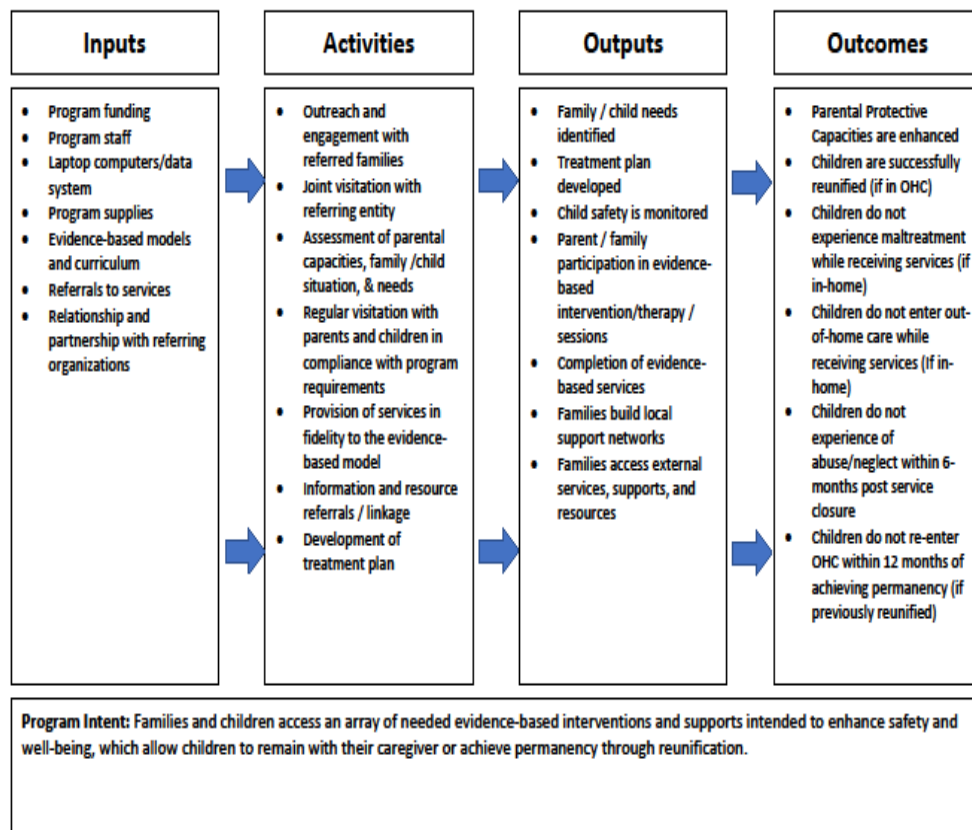 Inputs
• Program funding
• Program staff
• Laptop computers/data
system
• Program supplies
• Evidence-based models
and curriculum
• Referrals to services
• Relationship and
partnership with referring
organizations
Activities
• Outreach and
engagement with
referred families
• Joint visitation with
referring entity
• Assessment of parental
capacities, family /child
situation, & needs
• Regular visitation with
parents and children in
compliance with program
requirements
• Provision of services in
fidelity to the evidence-
based model
• Information and resource
referrals / linkage
• Development of
treatment plan
Outputs
• Family / child needs
identified
• Treatment plan
developed
• Child safety is monitored
• Parent / family
participation in evidence-
based
intervention/therapy /
sessions
• Completion of evidence-
based services
• Families build local
support networks
• Families access external
services, supports, and
resources
Outcomes
• Parental Protective
Capacities are enhanced
• Children are successfully
reunified (if in OHC)
• Children do not
experience maltreatment
while receiving services (if
in-home)
• Children do not enter out-
of-home care while
receiving services (If in-
home)
• Children do not
experience of
abuse/neglect within 6-
months post service
closure
• Children do not re-enter
OHC within 12 months of
achieving permanency (if
previously reunified)
Program Intent: Families and children access an array of needed evidence-based interventions and supports intended to enhance safety and
well-being, which allow children to remain with their caregiver or achieve permanency through reunification.